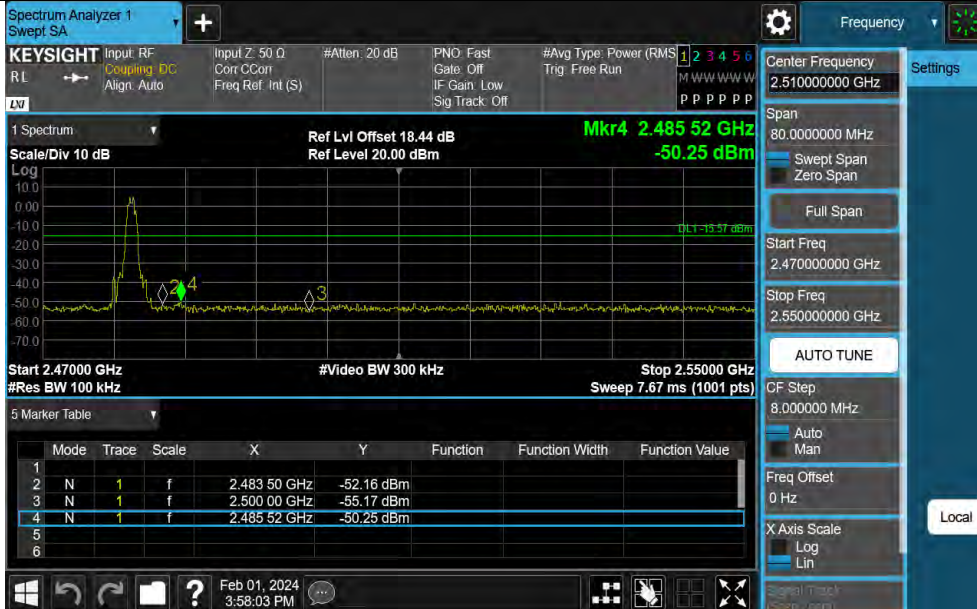 Spectrum Analyzer 1
Swept SA
Frequency
KEYSIGHT
RL
LXI
Input: RF
Coupling: DC
Align: Auto
Input Z: 50 Ω
Corr CCorr
Freq Ref: Int (S)
#Atten: 20 dB
PNO: Fast
Gate: Off
IF Gain: Low
Sig Track: Off
#Avg Type: Power (RMS)
Trig: Free Run
1 2 3 4 5 6
M W W W W W
P P P P P P
1 Spectrum
Scale/Div 10 dB
Ref Lvl Offset 18.44 dB
Ref Level 20.00 dBm
Mkr4 2.485 52 GHz
-50.25 dBm
Log
10.0
0.00
-10.0
-20.0
-30.0
-40.0
-50.0
-60.0
-70.0
DL1 -15.57 dBm
2 4
3
Start 2.47000 GHz
#Res BW 100 kHz
#Video BW 300 kHz
Stop 2.55000 GHz
Sweep 7.67 ms (1001 pts)
5 Marker Table
Mode Trace Scale X Y Function Function Width Function Value
1
2 N 1 f 2.483 50 GHz -52.16 dBm
3 N 1 f 2.500 00 GHz -55.17 dBm
4 N 1 f 2.485 52 GHz -50.25 dBm
5
6
?
Feb 01, 2024
3:58:03 PM
Center Frequency
2.510000000 GHz
Span
80.0000000 MHz
Swept Span
Zero Span
Full Span
Start Freq
2.470000000 GHz
Stop Freq
2.550000000 GHz
AUTO TUNE
CF Step
8.000000 MHz
Auto
Man
Freq Offset
0 Hz
X Axis Scale
Log
Lin
Signal Track
Settings
Local